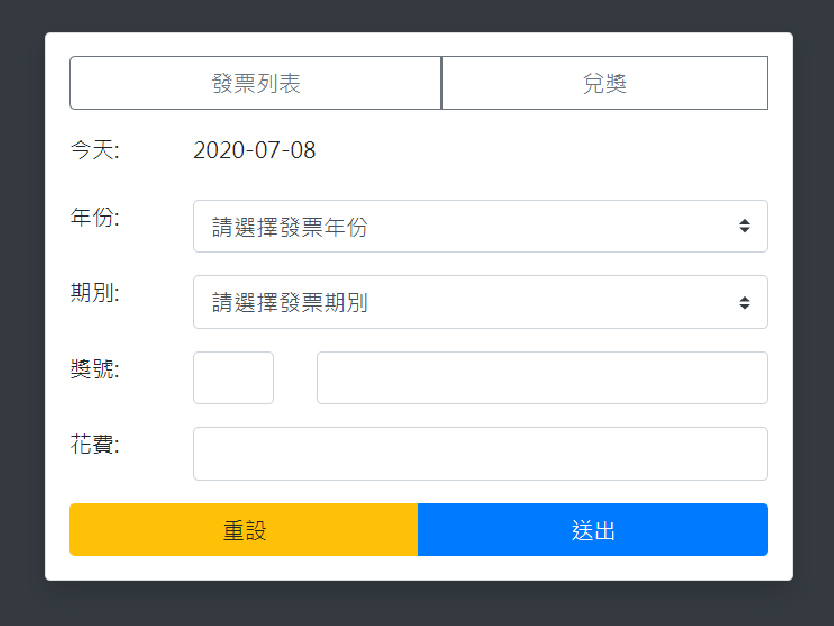 發票列表 兌獎
今天: 2020-07-08
年份: 請選擇發票年份
期別: 請選擇發票期別
獎號:
花費:
重設 送出